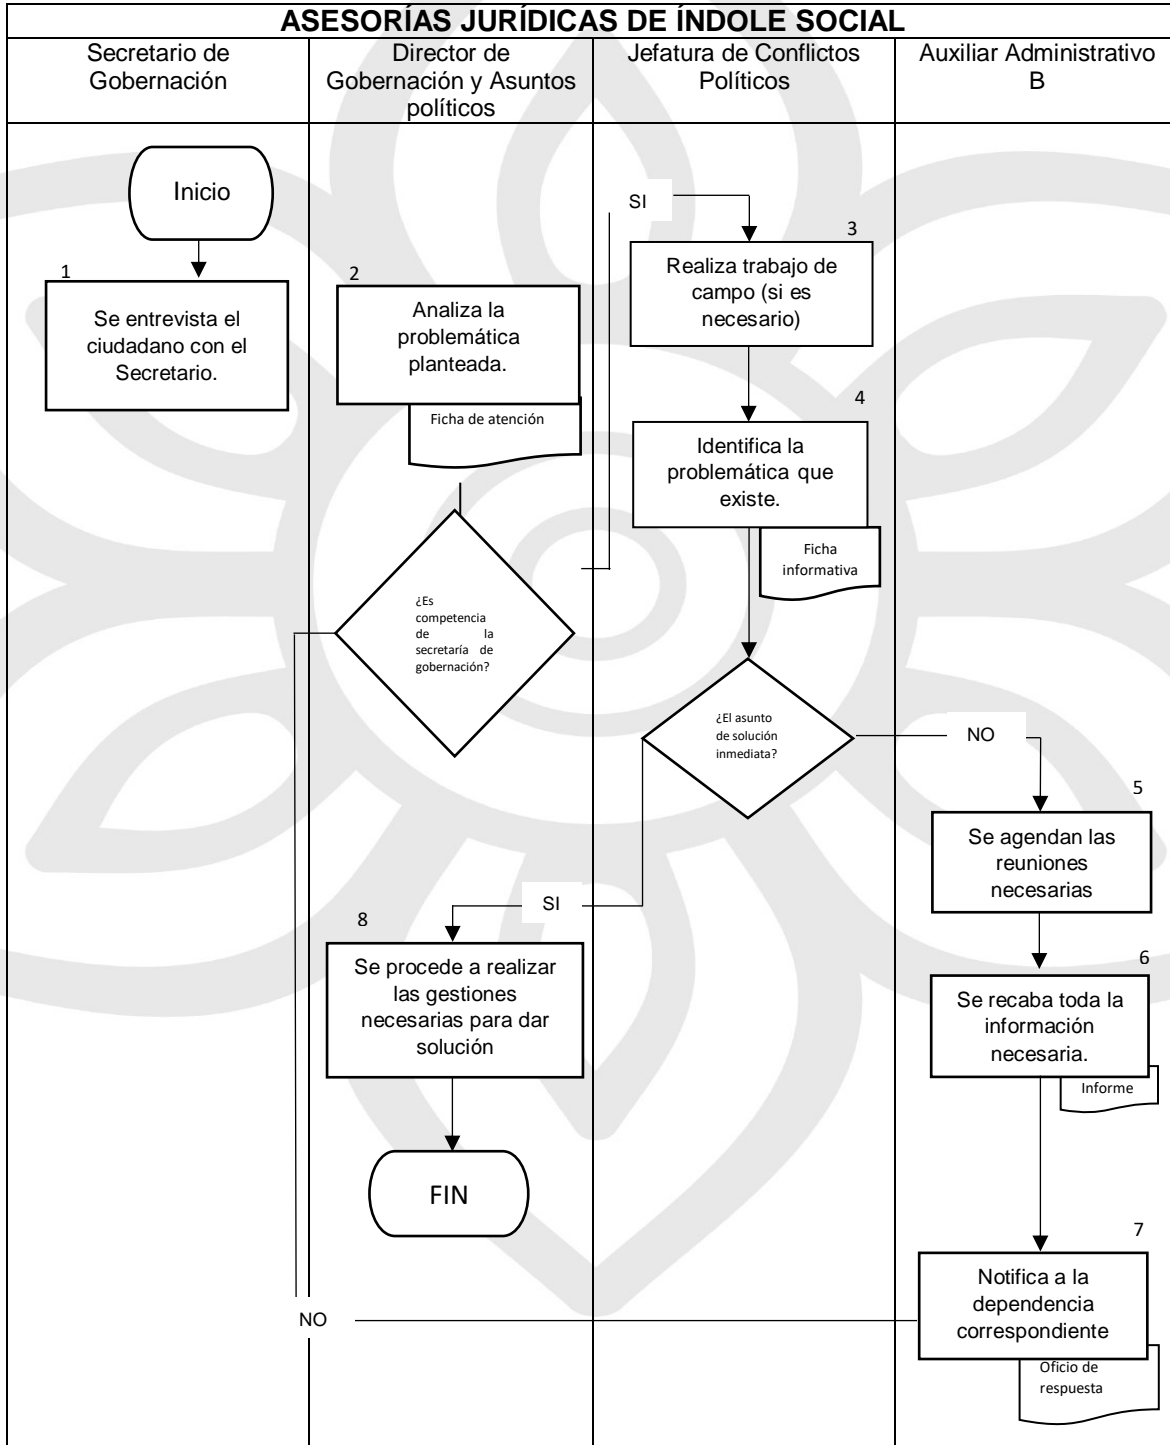 ASESORÍAS JURÍDICAS DE ÍNDOLE SOCIAL
Secretario de
Gobernación
Director de
Gobernación y Asuntos
políticos
Jefatura de Conflictos
Políticos
Auxiliar Administrativo
B
Inicio
1
Se entrevista el
ciudadano con el
Secretario.
2
Analiza la
problemática
planteada.
Ficha de atención
¿Es
competencia
de la
secretaría de
gobernación?
SI
3
Realiza trabajo de
campo (si es
necesario)
4
Identifica la
problemática que
existe.
Ficha
informativa
¿El asunto
de solución
inmediata?
NO
5
Se agendan las
reuniones
necesarias
6
Se recaba toda la
información
necesaria.
Informe
7
Notifica a la
dependencia
correspondiente
Oficio de
respuesta
SI
8
Se procede a realizar
las gestiones
necesarias para dar
solución
FIN
NO